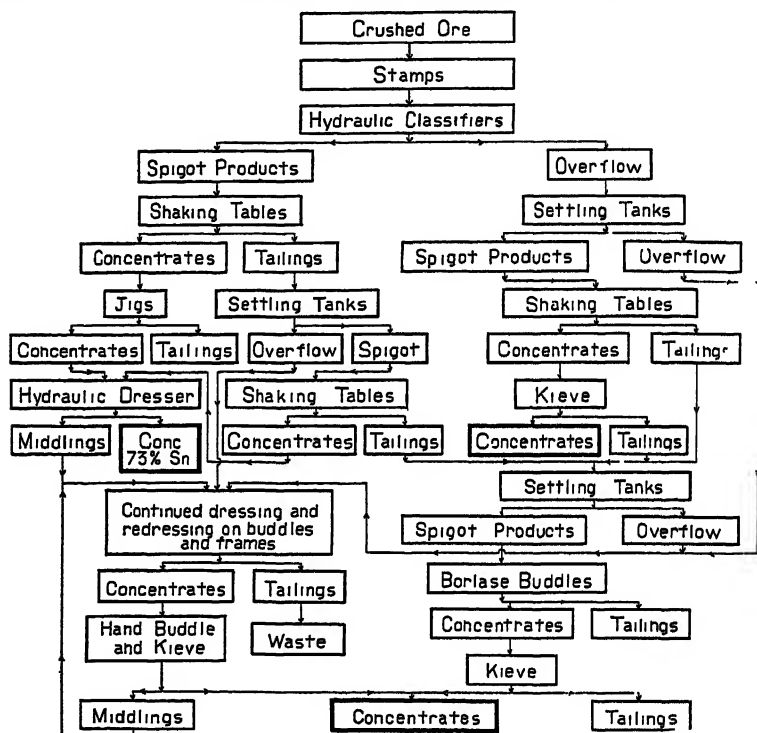 Crushed Ore
Stamps
Hydraulic Classifiers
Spigot Products
Overflow
Shaking Tables
Settling Tanks
Concentrates
Tailings
Spigot Products
Overflow
Jigs
Settling Tanks
Shaking Tables
Concentrates
Tailings
Overflow
Spigot
Concentrates
Tailings
Hydraulic Dresser
Shaking Tables
Kieve
Middlings
Conc
73% Sn
Concentrates
Tailings
Concentrates
Tailings
Settling Tanks
Continued dressing and
redressing on buddles
and frames
Spigot Products
Overflow
Borlase Buddles
Concentrates
Tailings
Concentrates
Tailings
Hand Buddle
and Kieve
Waste
Kieve
Middlings
Concentrates
Tailings